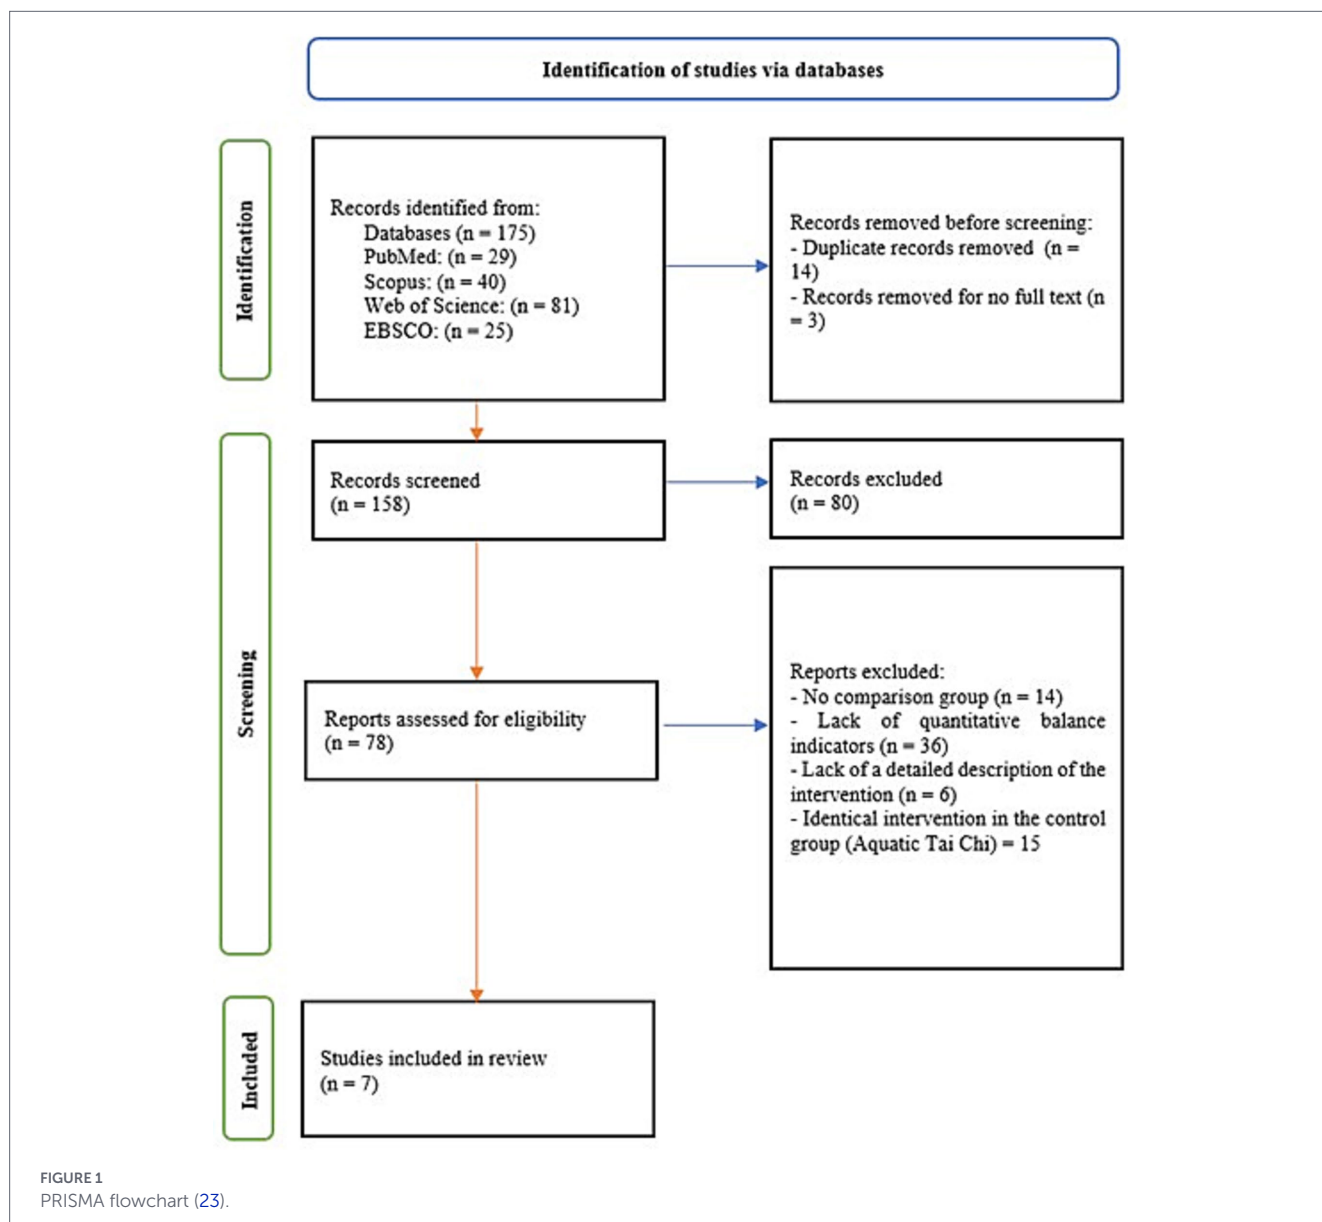 Identification of studies via databases
Identification
Records identified from:
Databases (n = 175)
PubMed: (n = 29)
Scopus: (n = 40)
Web of Science: (n = 81)
EBSCO: (n = 25)
Records removed before screening:
- Duplicate records removed (n =
14)
- Records removed for no full text (n
= 3)
Screening
Records screened
(n = 158)
Records excluded
(n = 80)
Reports assessed for eligibility
(n = 78)
Reports excluded:
- No comparison group (n = 14)
- Lack of quantitative balance
indicators (n = 36)
- Lack of a detailed description of the
intervention (n = 6)
- Identical intervention in the control
group (Aquatic Tai Chi) = 15
Included
Studies included in review
(n = 7)
FIGURE 1
PRISMA flowchart (23).